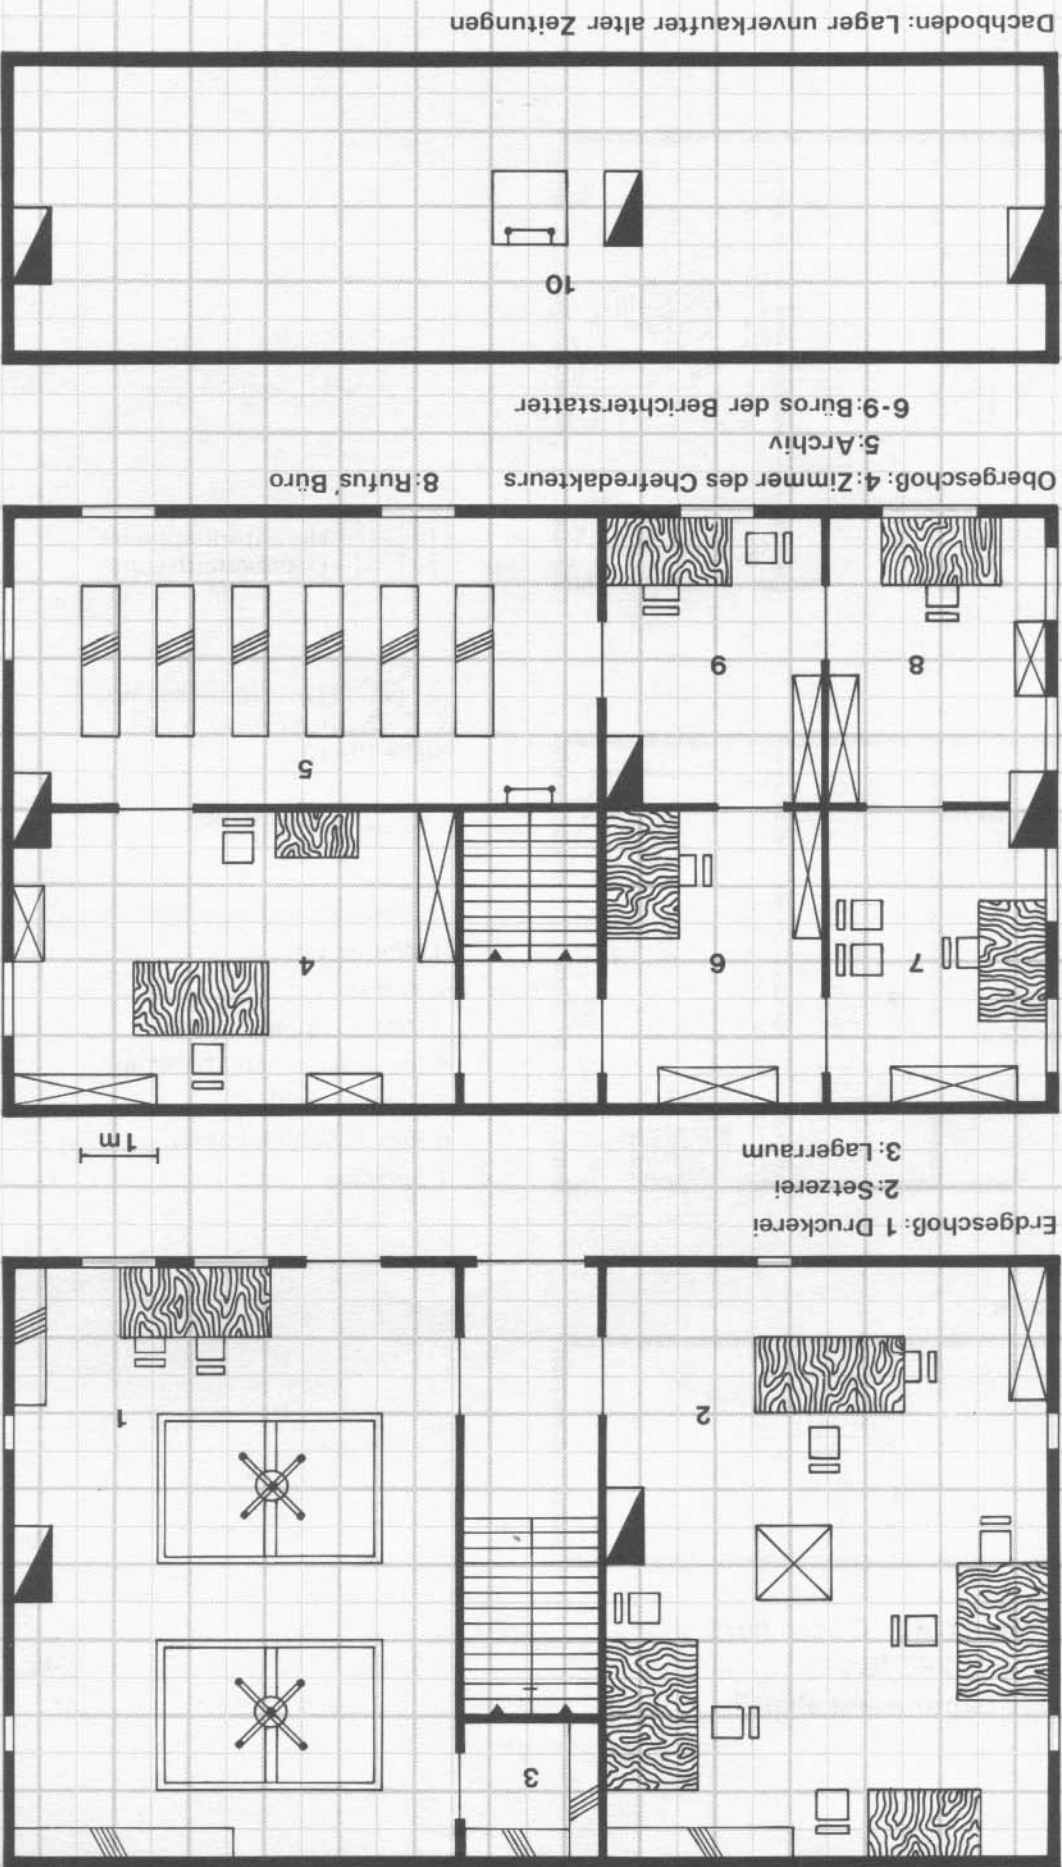 3
2
1
Erdgeschoß: 1 Druckerei
2: Setzerei
3: Lagerraum
1 m
7
6
4
5
8
9
Obergeschoß: 4: Zimmer des Chefredakteurs
8: Rufus' Büro
5: Archiv
6-9: Büros der Berichterstatter
10
Dachboden: Lager unverkaufter alter Zeitungen